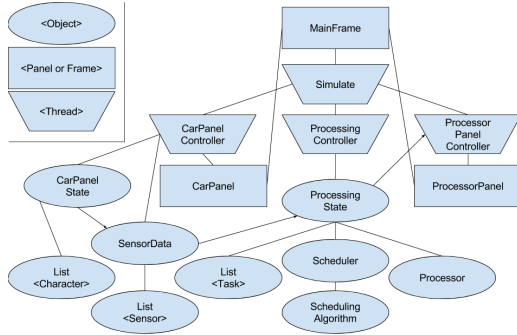 <Object>
<Panel or Frame>
<Thread>
MainFrame
Simulate
CarPanel
Controller
Processing
Controller
Processor
Panel
Controller
CarPanel
ProcessorPanel
CarPanel
State
Processing
State
SensorData
List
<Character>
List
<Sensor>
List
<Task>
Scheduler
Processor
Scheduling
Algorithm